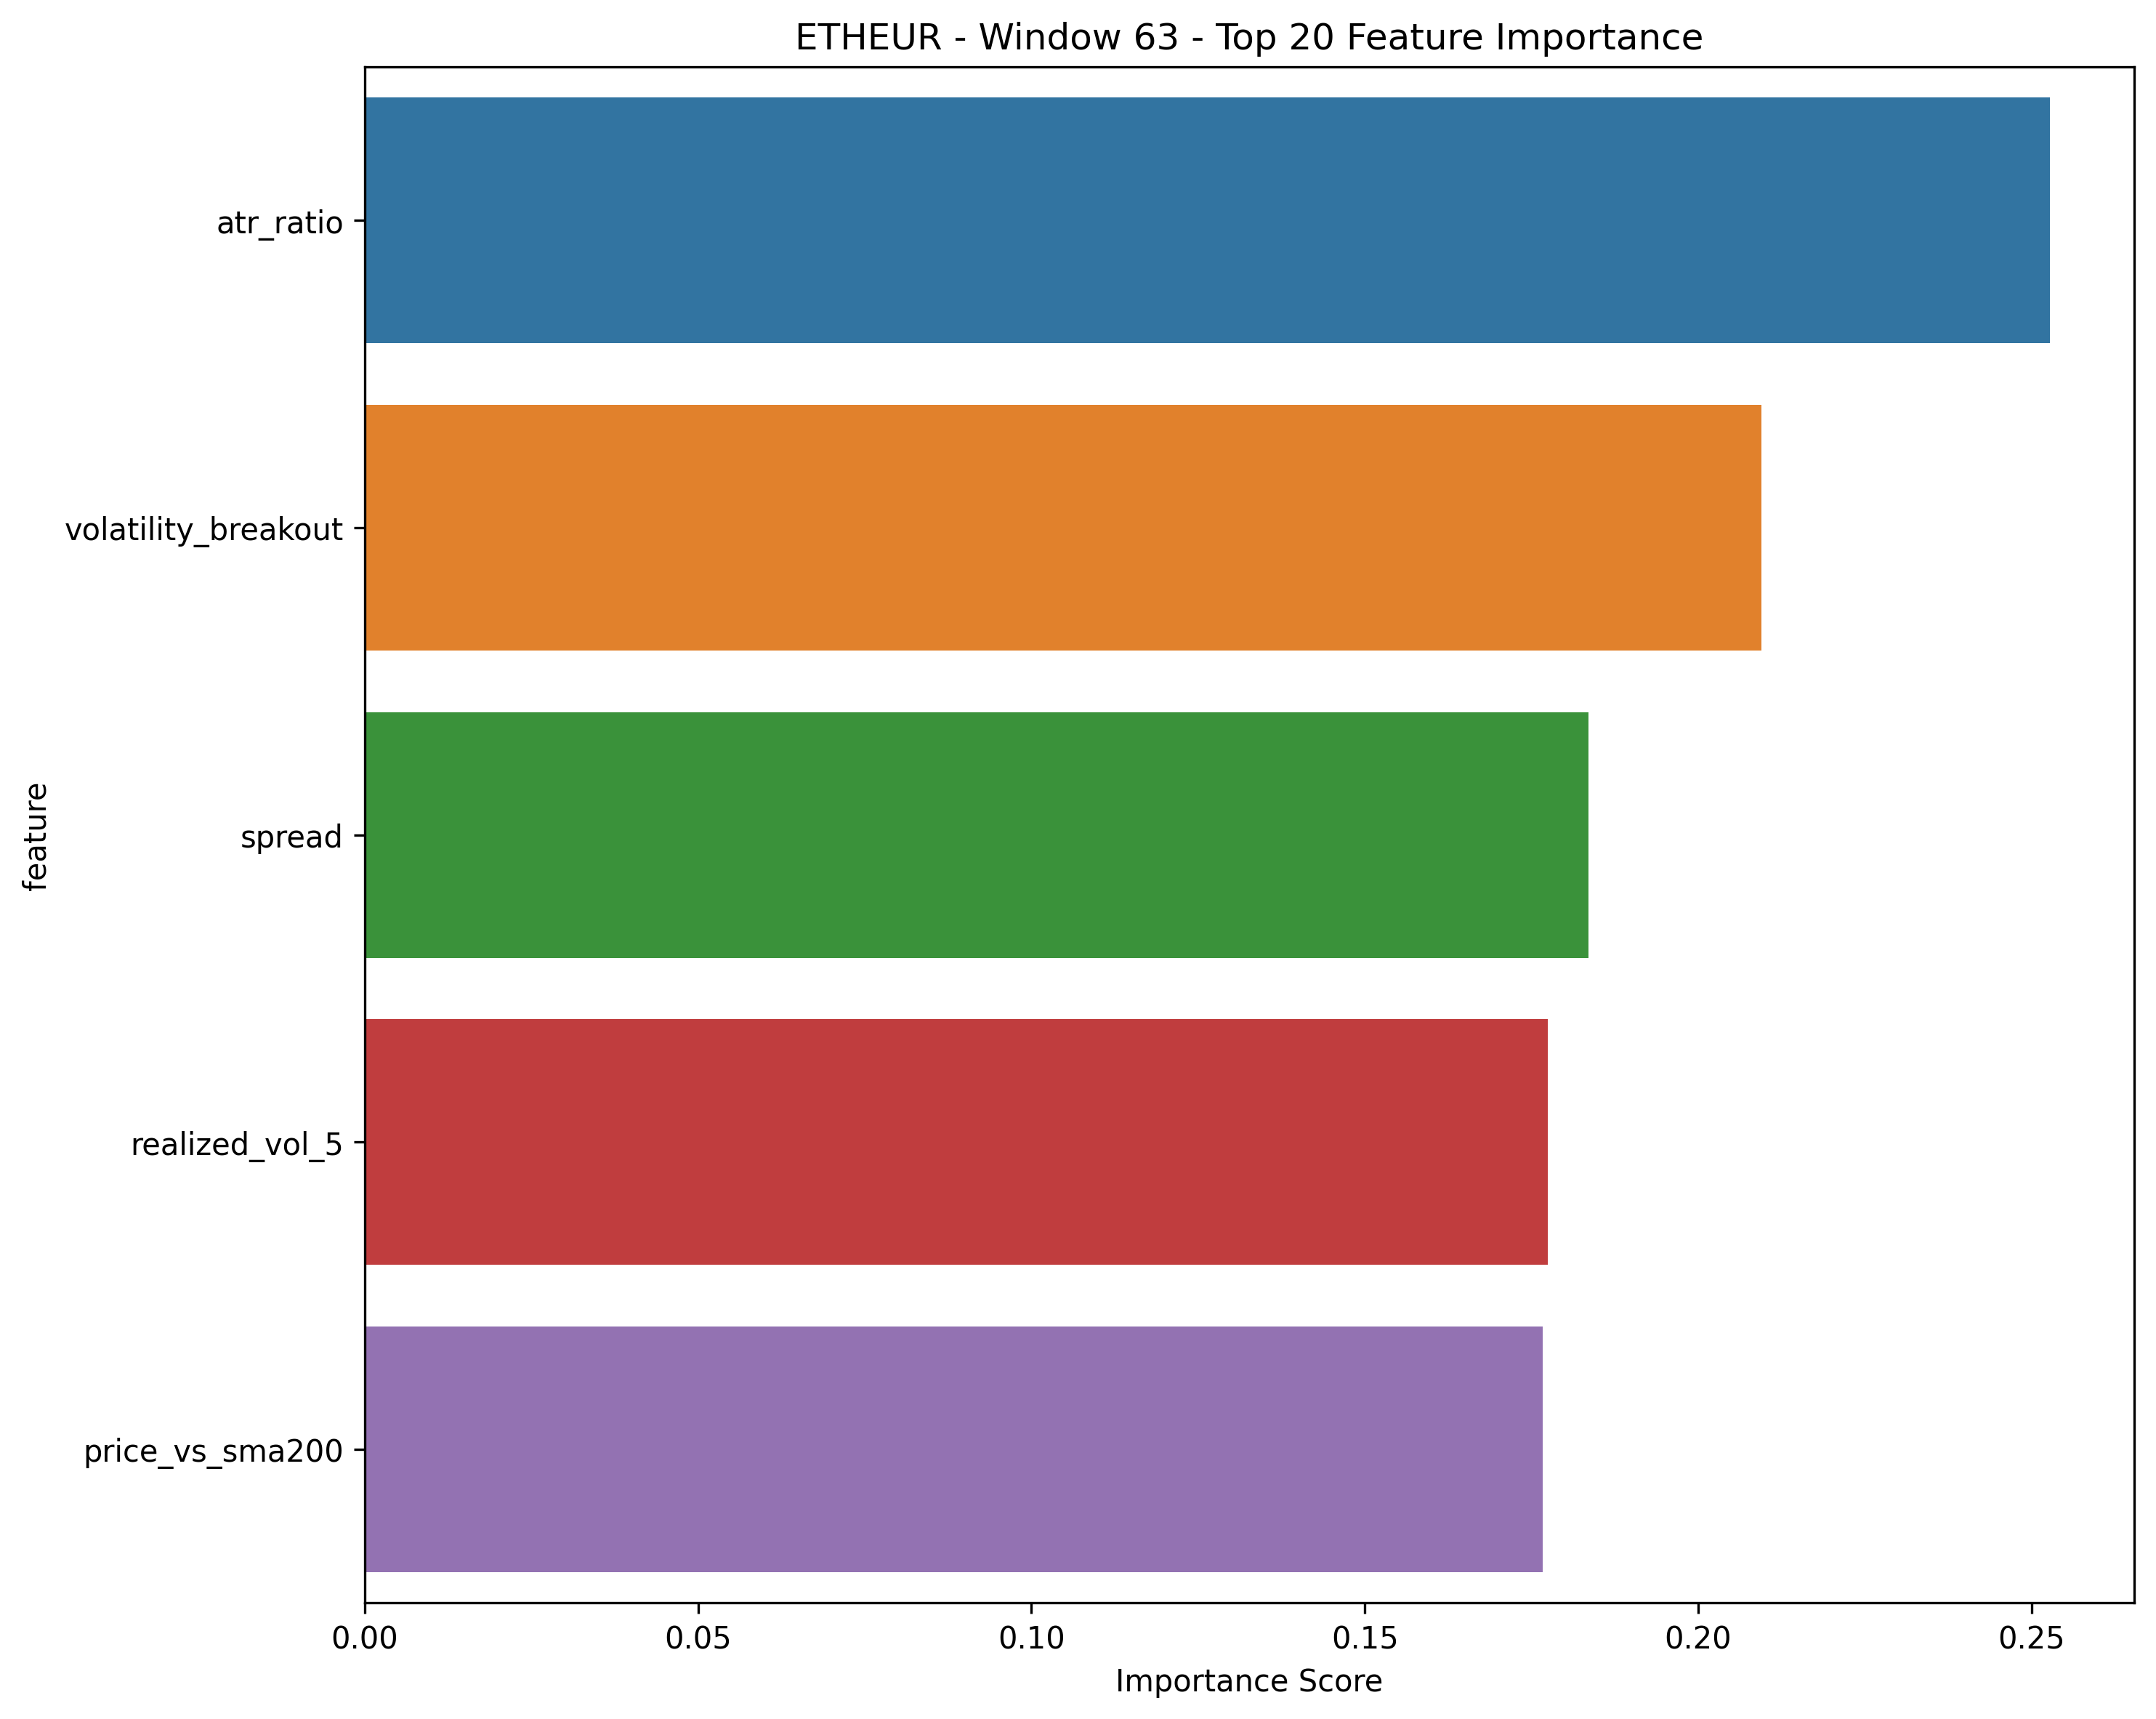 ETHEUR - Window 63 - Top 20 Feature Importance
feature
atr_ratio
volatility_breakout
spread
realized_vol_5
price_vs_sma200
0.00 0.05 0.10 0.15 0.20 0.25
Importance Score